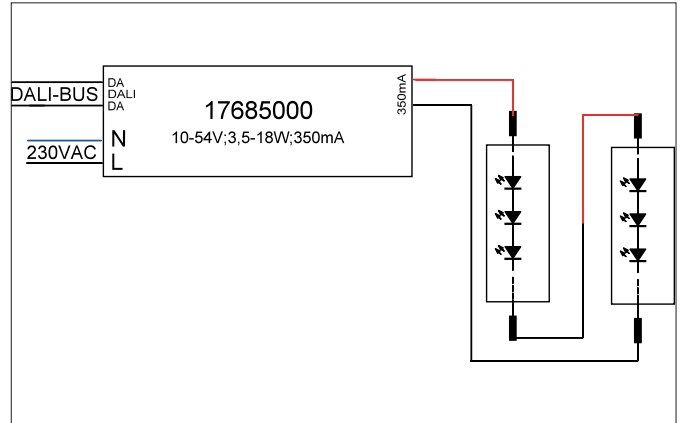 DA
DALI
DALI-BUS
DA
17685000
350mA
N
10-54V;3,5-18W;350mA
230VAC
L